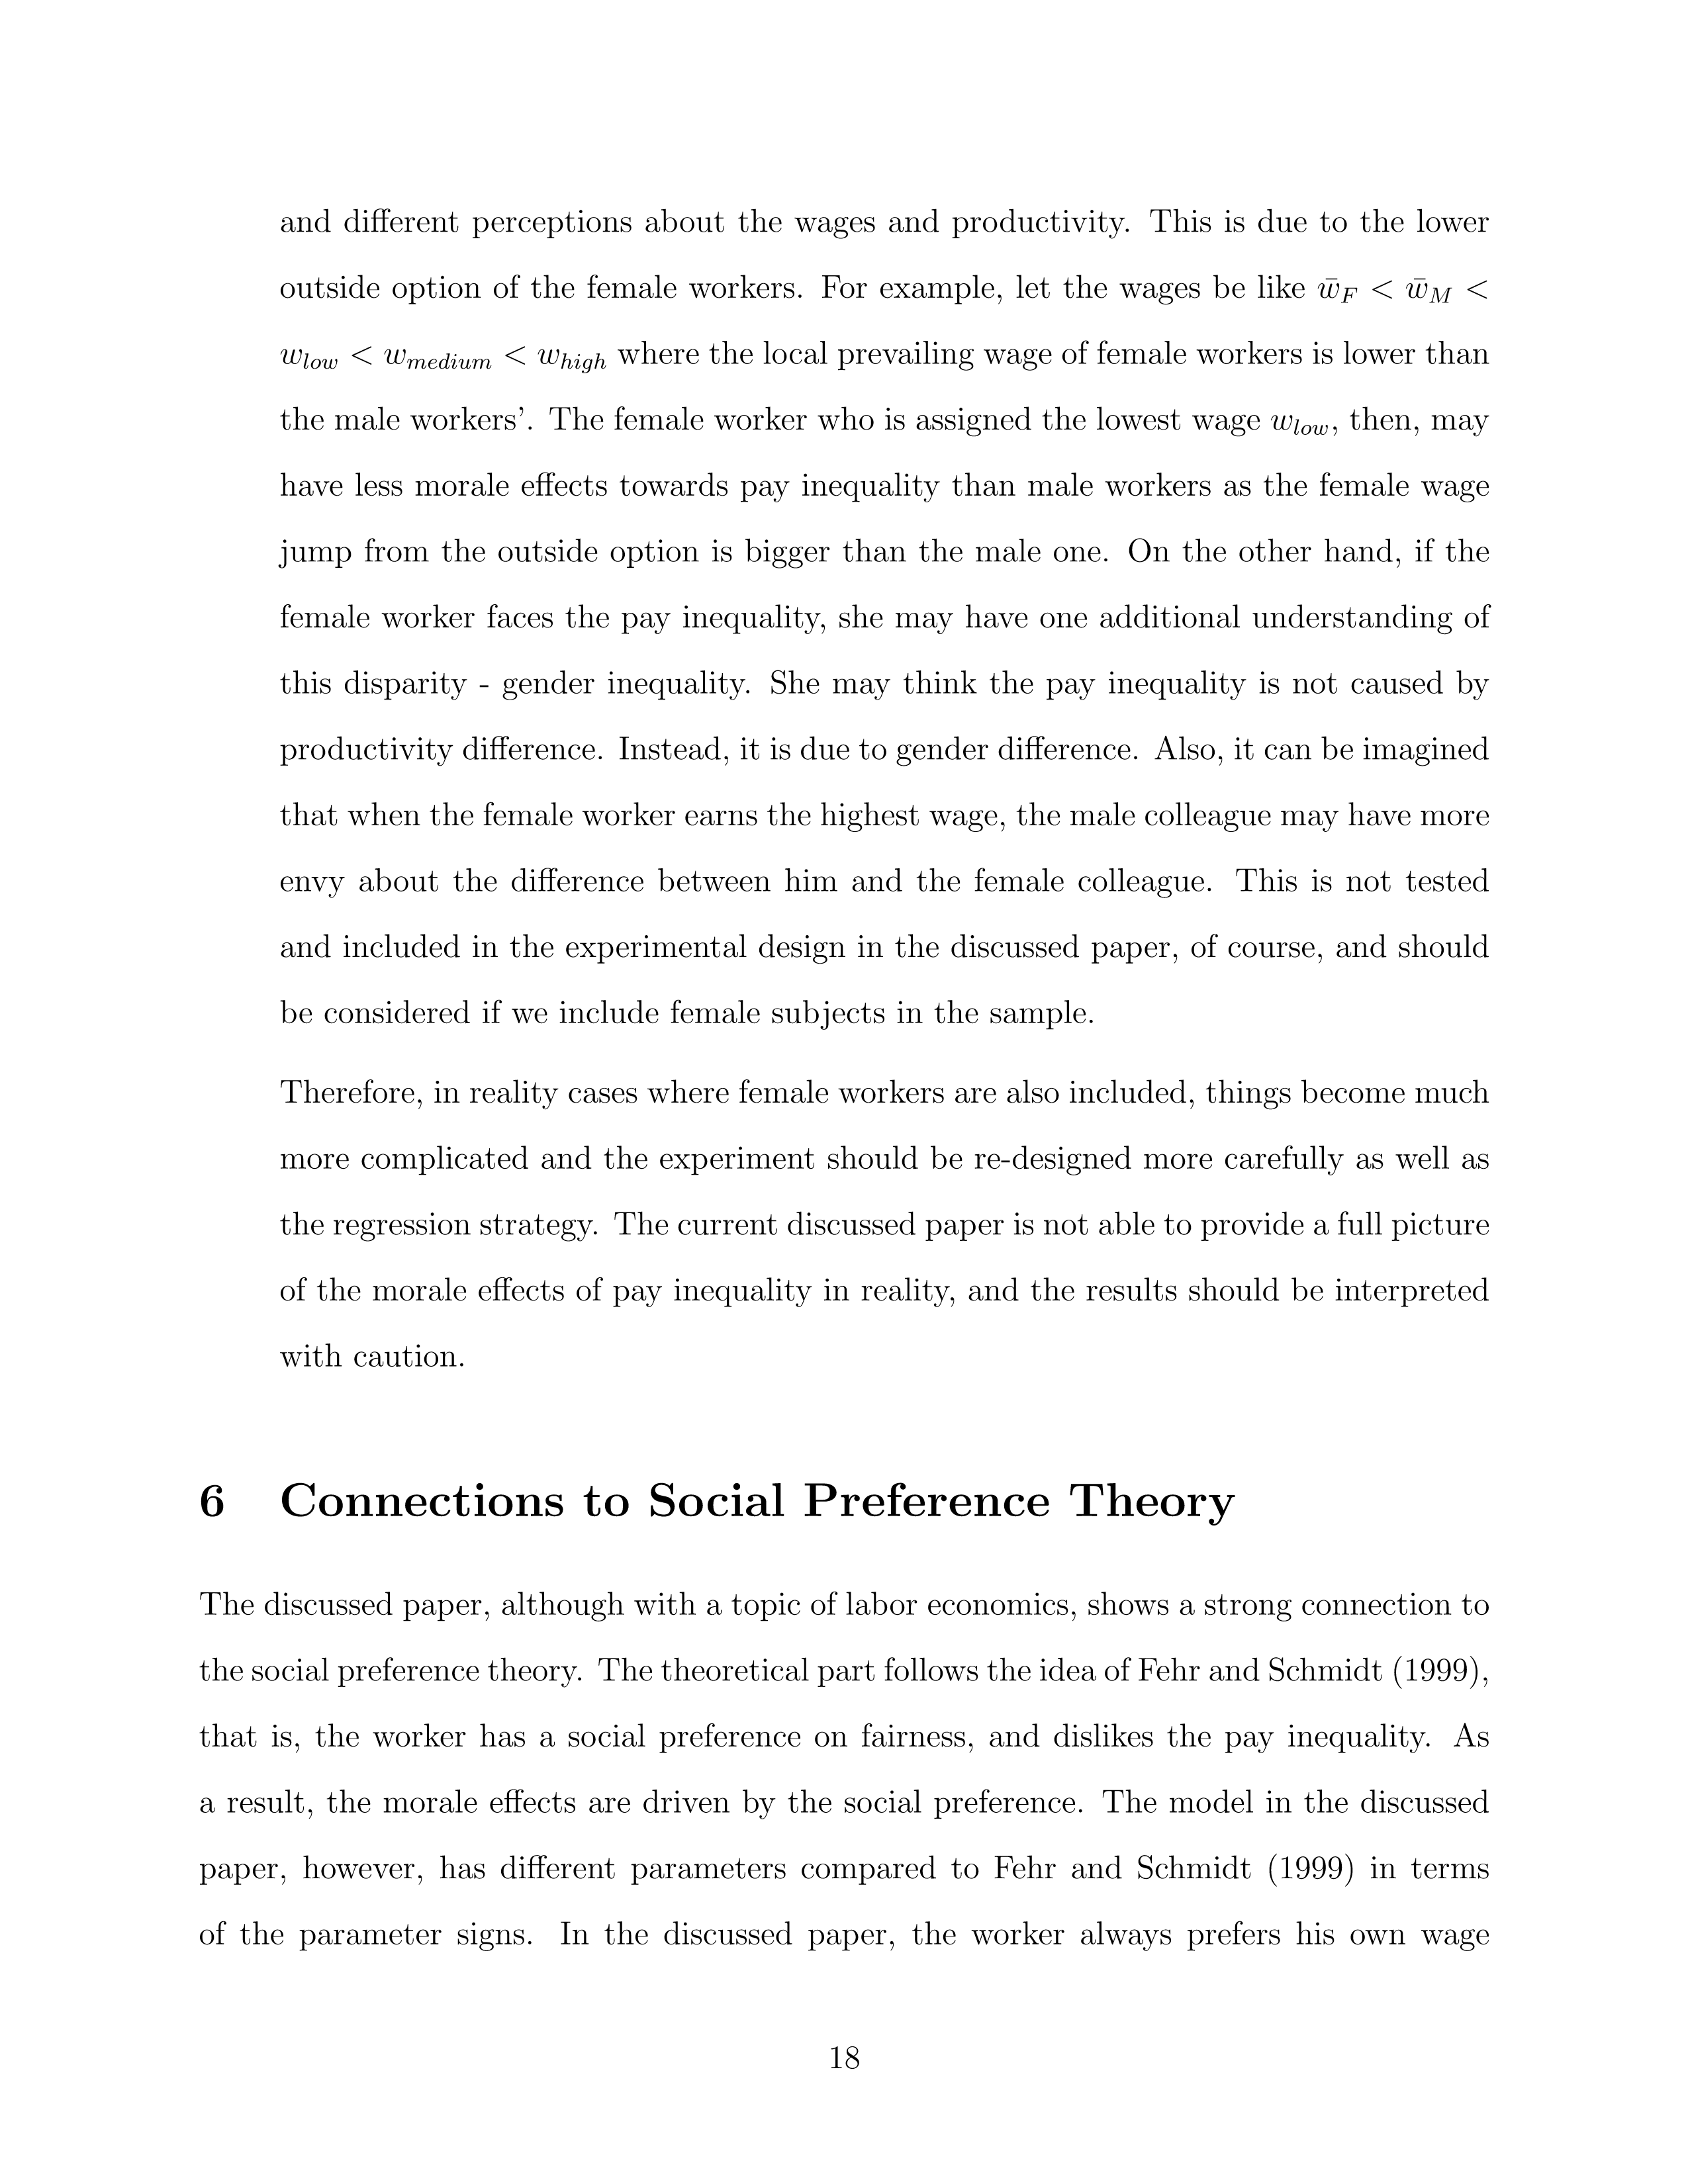 and different perceptions about the wages and productivity. This is due to the lower
outside option of the female workers. For example, let the wages be like w̄_F < w̄_M <
w_low < w_medium < w_high where the local prevailing wage of female workers is lower than
the male workers’. The female worker who is assigned the lowest wage w_low, then, may
have less morale effects towards pay inequality than male workers as the female wage
jump from the outside option is bigger than the male one. On the other hand, if the
female worker faces the pay inequality, she may have one additional understanding of
this disparity - gender inequality. She may think the pay inequality is not caused by
productivity difference. Instead, it is due to gender difference. Also, it can be imagined
that when the female worker earns the highest wage, the male colleague may have more
envy about the difference between him and the female colleague. This is not tested
and included in the experimental design in the discussed paper, of course, and should
be considered if we include female subjects in the sample.
Therefore, in reality cases where female workers are also included, things become much
more complicated and the experiment should be re-designed more carefully as well as
the regression strategy. The current discussed paper is not able to provide a full picture
of the morale effects of pay inequality in reality, and the results should be interpreted
with caution.
6 Connections to Social Preference Theory
The discussed paper, although with a topic of labor economics, shows a strong connection to
the social preference theory. The theoretical part follows the idea of Fehr and Schmidt (1999),
that is, the worker has a social preference on fairness, and dislikes the pay inequality. As
a result, the morale effects are driven by the social preference. The model in the discussed
paper, however, has different parameters compared to Fehr and Schmidt (1999) in terms
of the parameter signs. In the discussed paper, the worker always prefers his own wage
18